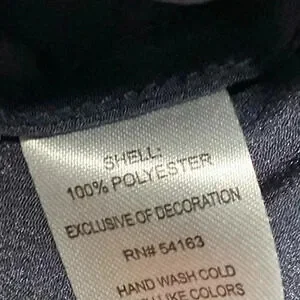 SHELL:
100% POLYESTER
EXCLUSIVE OF DECORATION
RN# 54163
HAND WASH COLD
LIKE COLORS